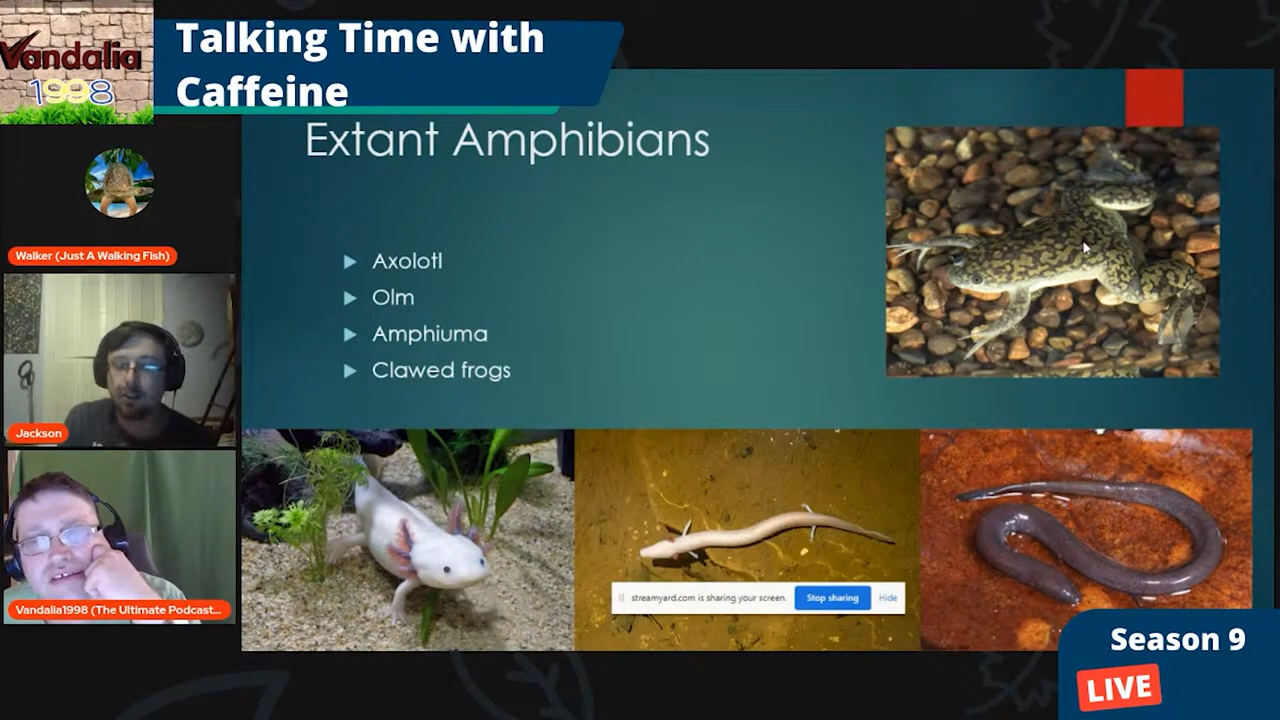 Vandalia
1998
Talking Time with
Caffeine
Extant Amphibians
Walker (Just A Walking Fish)
Axolotl
Olm
Amphiuma
Clawed frogs
Jackson
Vandalia1998 (The Ultimate Podcast...
streamyard.com is sharing your screen.
Stop sharing
Hide
Season 9
LIVE